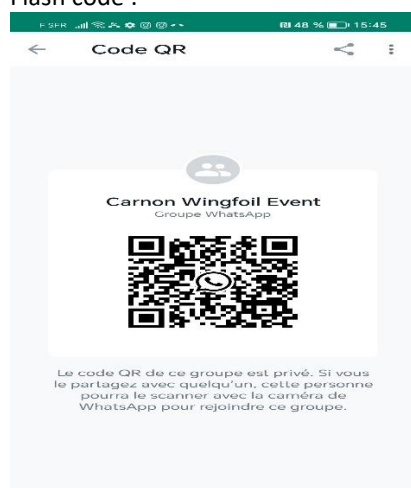 Flash code :
F SFR 48 % 15:45
Code QR
Carnon Wingfoil Event
Groupe WhatsApp
Le code QR de ce groupe est privé. Si vous
le partagez avec quelqu'un, cette personne
pourra le scanner avec la caméra de
WhatsApp pour rejoindre ce groupe.